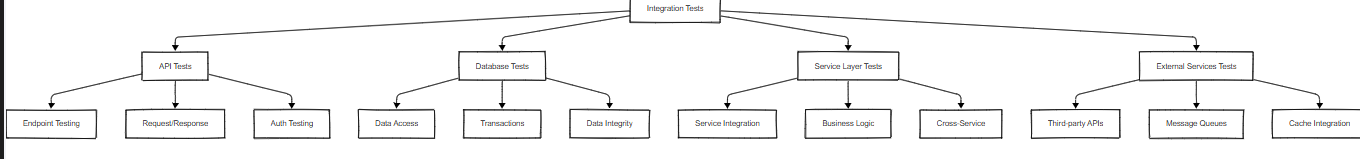 Integration Tests
API Tests
Database Tests
Service Layer Tests
External Services Tests
Endpoint Testing
Request/Response
Auth Testing
Data Access
Transactions
Data Integrity
Service Integration
Business Logic
Cross-Service
Third-party APIs
Message Queues
Cache Integration